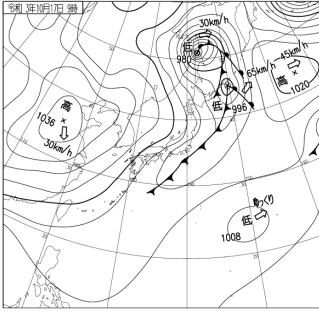 令和 3年10月17日 9時
30km/h
低
980
65km/h
45km/h
高
1020
高
1036
30km/h
低
996
ゆっくり
低
1008